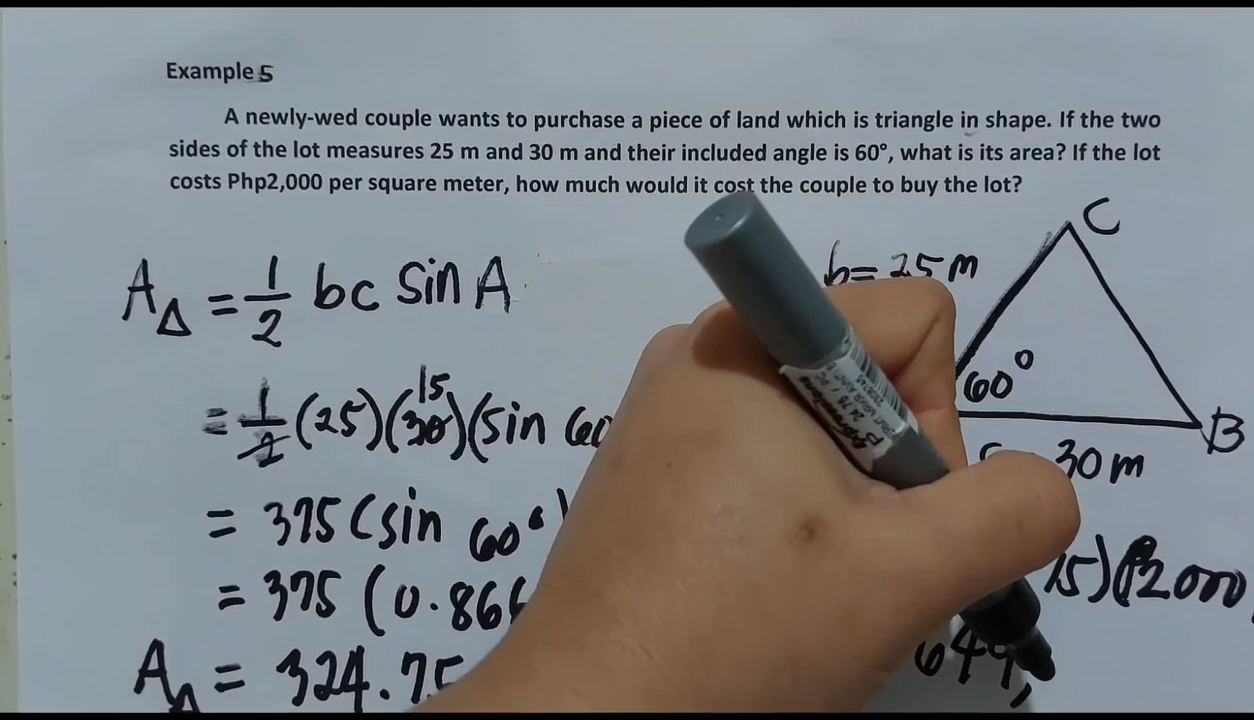 Example 5
A newly-wed couple wants to purchase a piece of land which is triangle in shape. If the two
sides of the lot measures 25 m and 30 m and their included angle is 60°, what is its area? If the lot
costs Php2,000 per square meter, how much would it cost the couple to buy the lot?
C
A△ = 1/2 bc sin A
b = 25 m
= 1/2 (25)(30)(sin 60
15
60°
B
30 m
= 375 (sin 60°)
= 375 (0.866
15)(₱2000
A△ = 324.75
649,